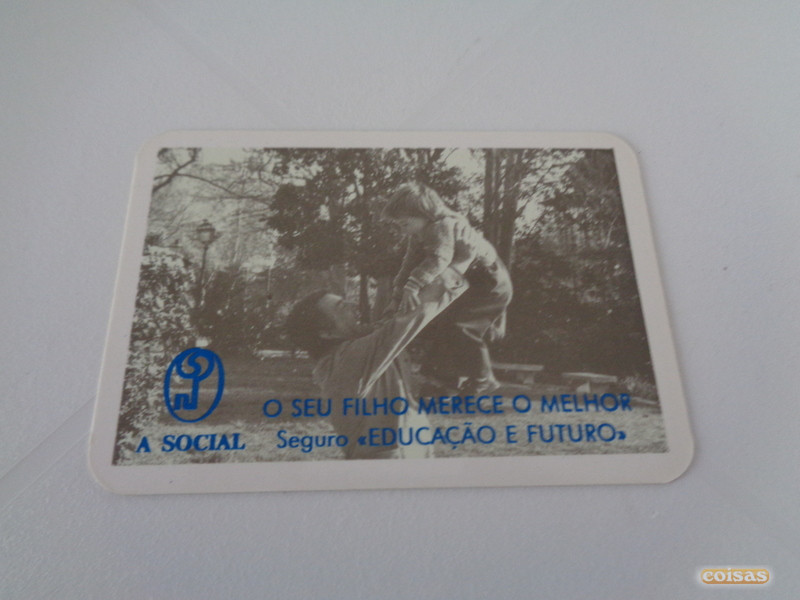 O SEU FILHO MERECE O MELHOR
A SOCIAL
Seguro «EDUCAÇÃO E FUTURO»
coisas